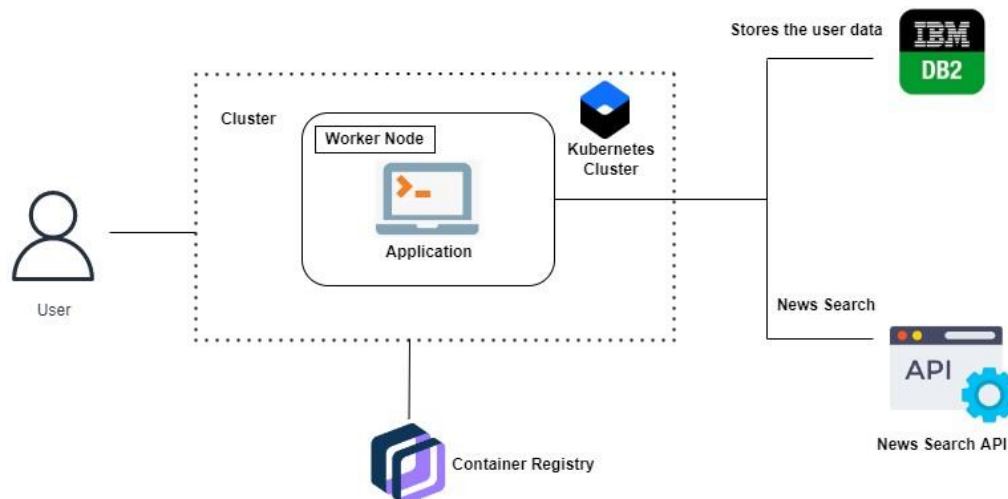 Stores the user data
IBM
DB2
Cluster
Worker Node
Kubernetes
Cluster
Application
User
News Search
API
News Search API
Container Registry